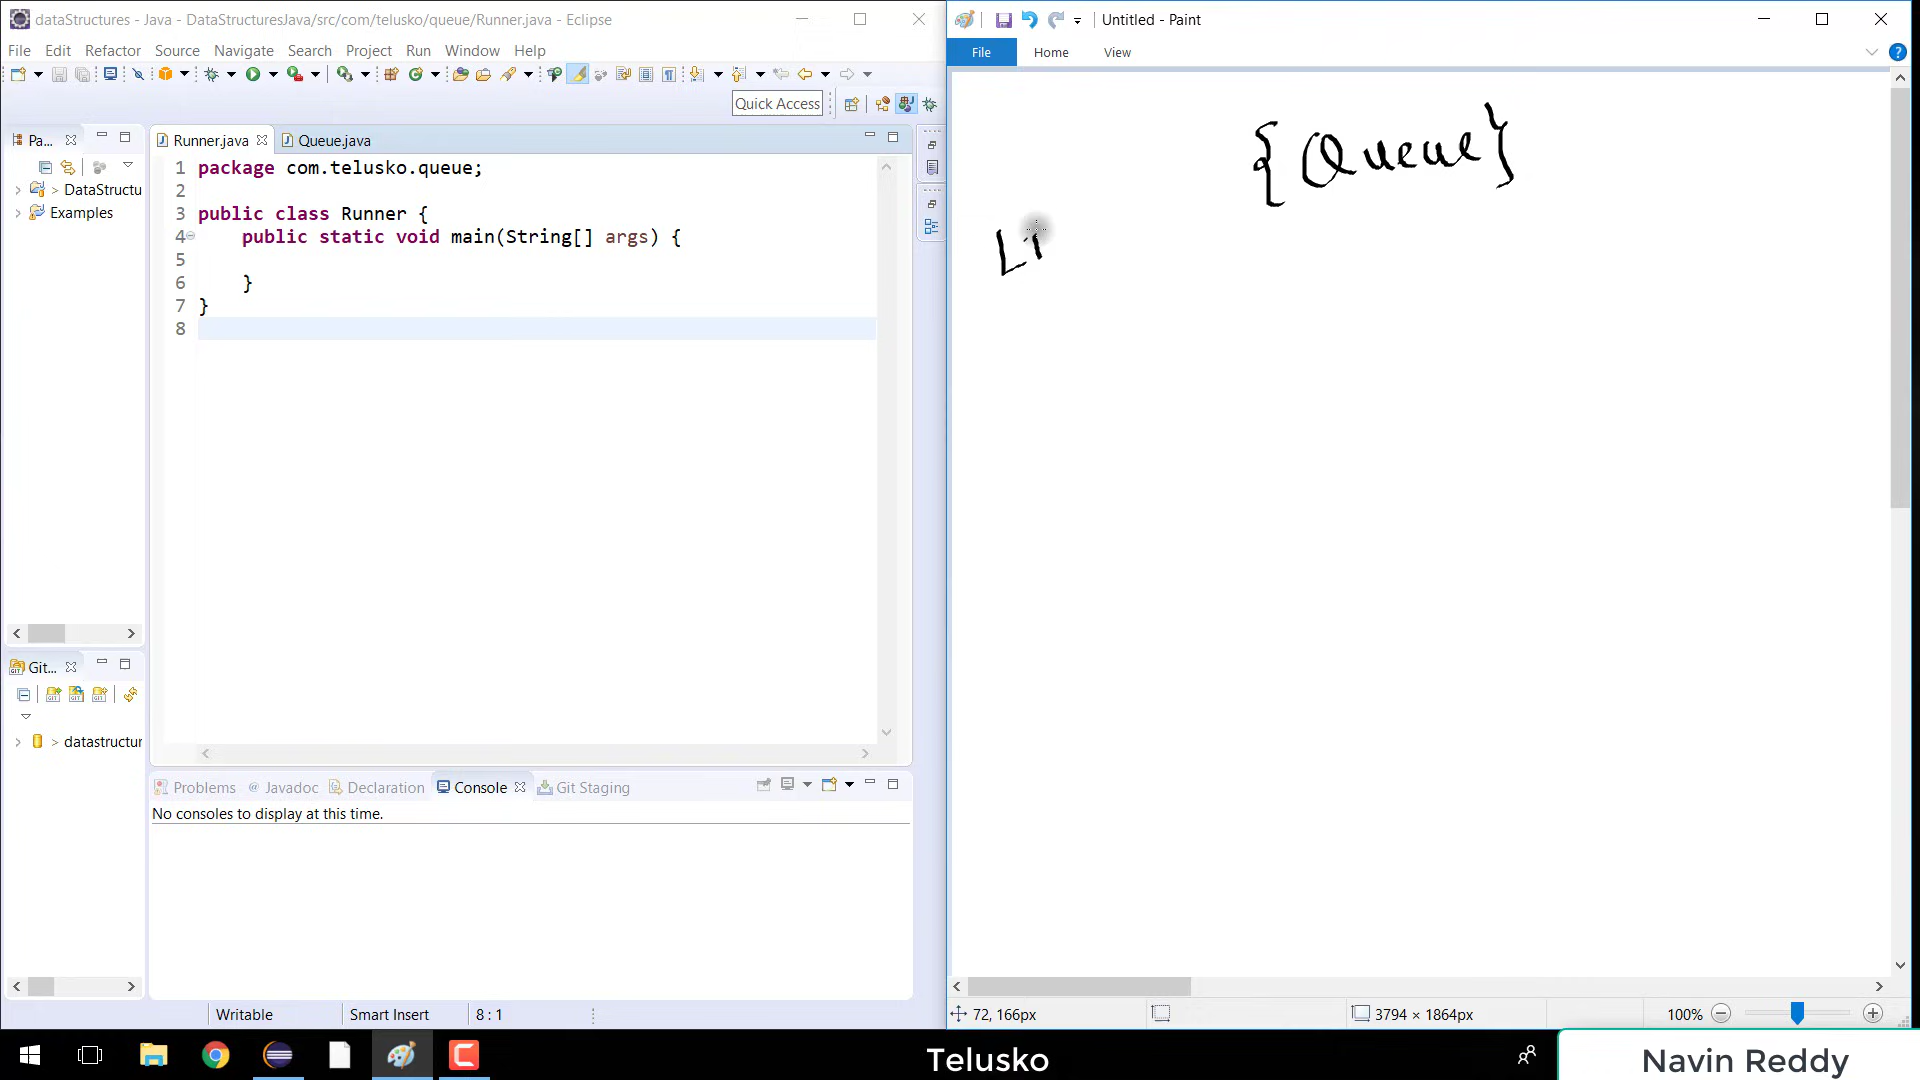 dataStructures - Java - DataStructuresJava/src/com/telusko/queue/Runner.java - Eclipse
File Edit Refactor Source Navigate Search Project Run Window Help
Quick Access
Pa...
> DataStructu
Examples
Runner.java Queue.java
1 package com.telusko.queue;
2
3 public class Runner {
4 public static void main(String[] args) {
5
6 }
7 }
8
Git...
> datastructur
Problems @ Javadoc Declaration Console Git Staging
No consoles to display at this time.
Writable Smart Insert 8 : 1
Untitled - Paint
File Home View
{Queue}
Li
72, 166px 3794 × 1864px 100%
Telusko
Navin Reddy